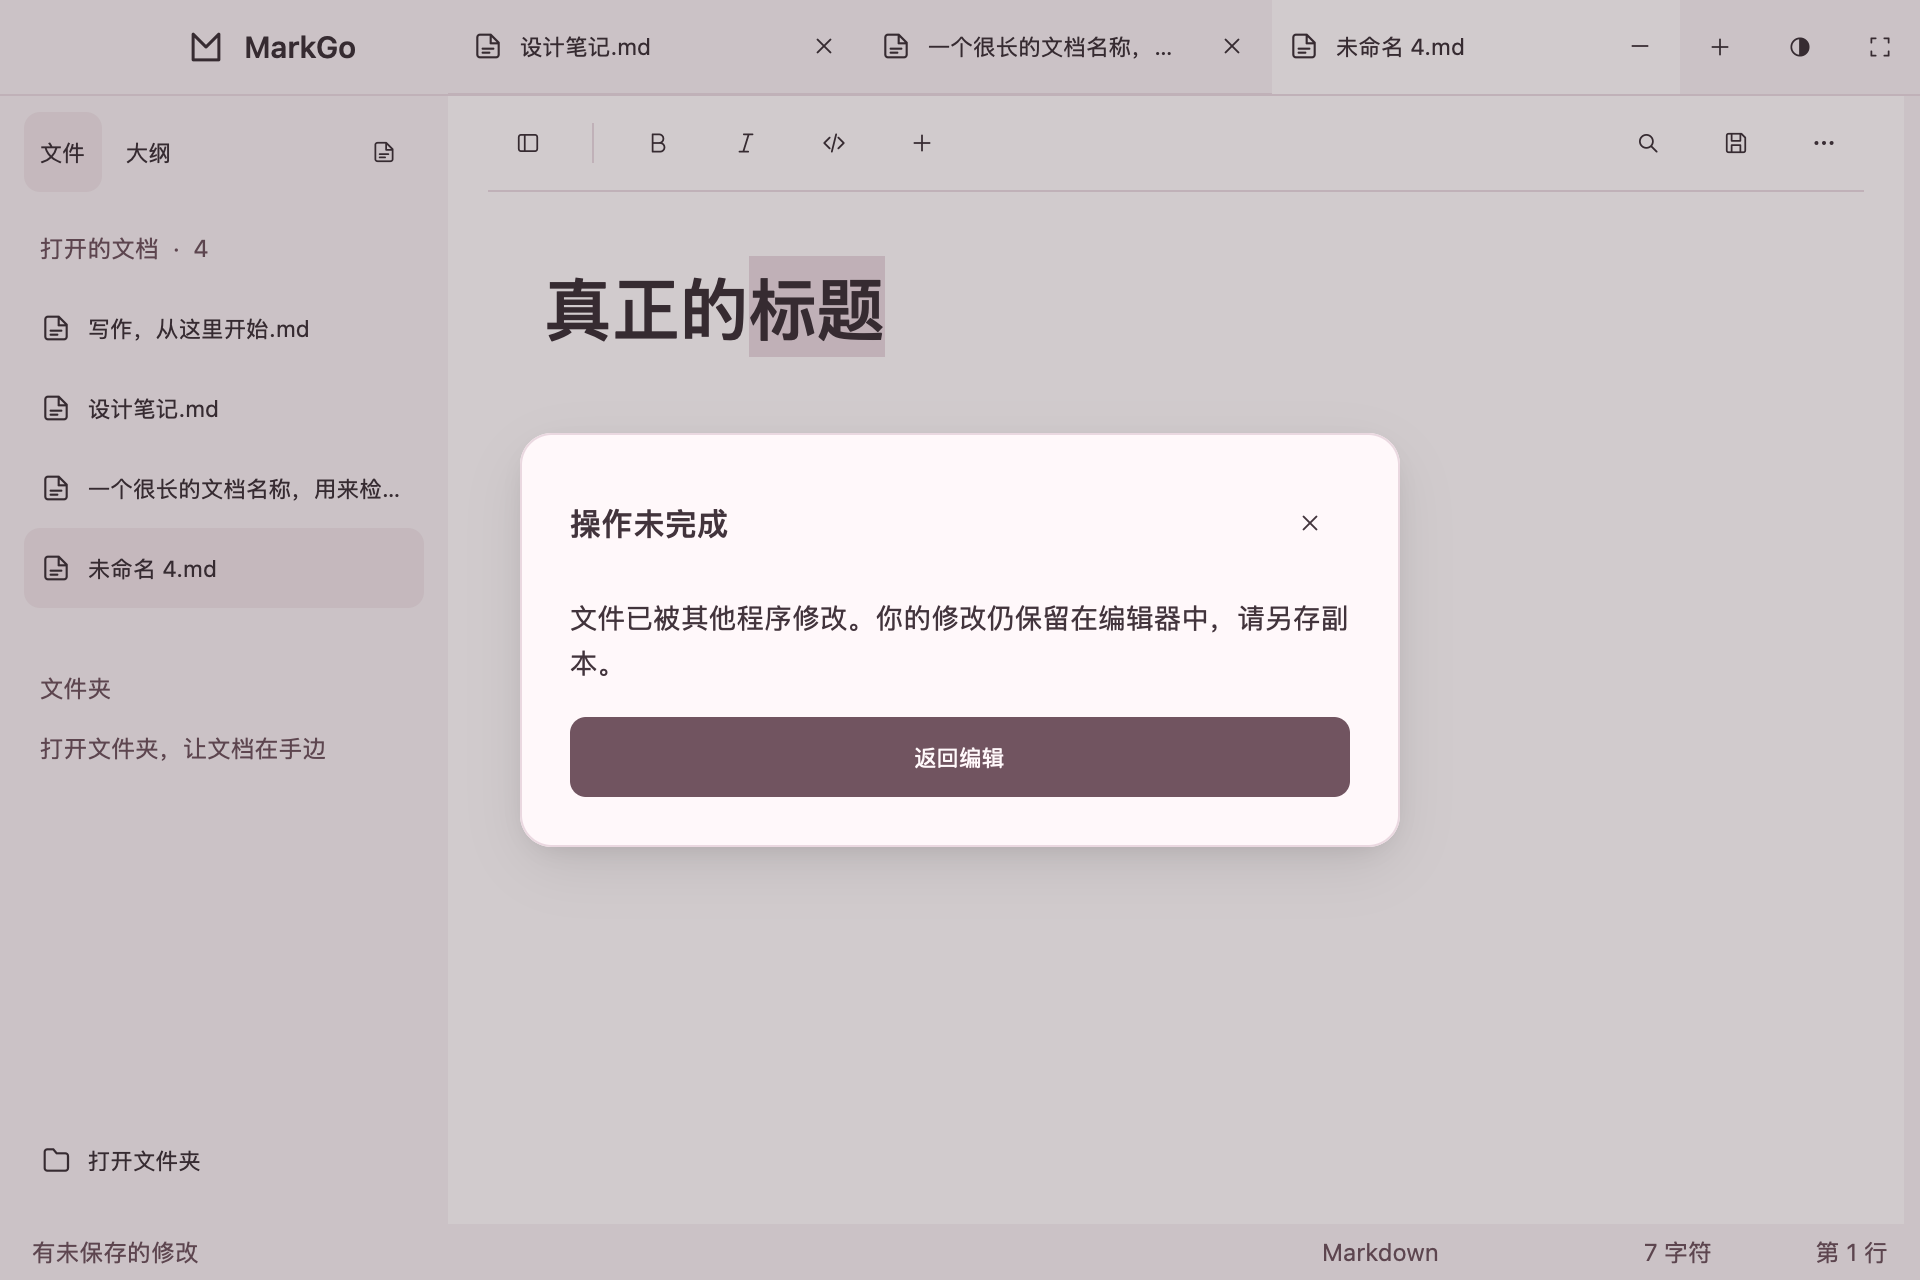 MarkGo
设计笔记.md
一个很长的文档名称，...
未命名 4.md
文件
大纲
打开的文档 · 4
写作，从这里开始.md
设计笔记.md
一个很长的文档名称，用来检...
未命名 4.md
文件夹
打开文件夹，让文档在手边
打开文件夹
有未保存的修改
真正的标题
操作未完成
文件已被其他程序修改。你的修改仍保留在编辑器中，请另存副
本。
返回编辑
Markdown
7 字符
第 1 行